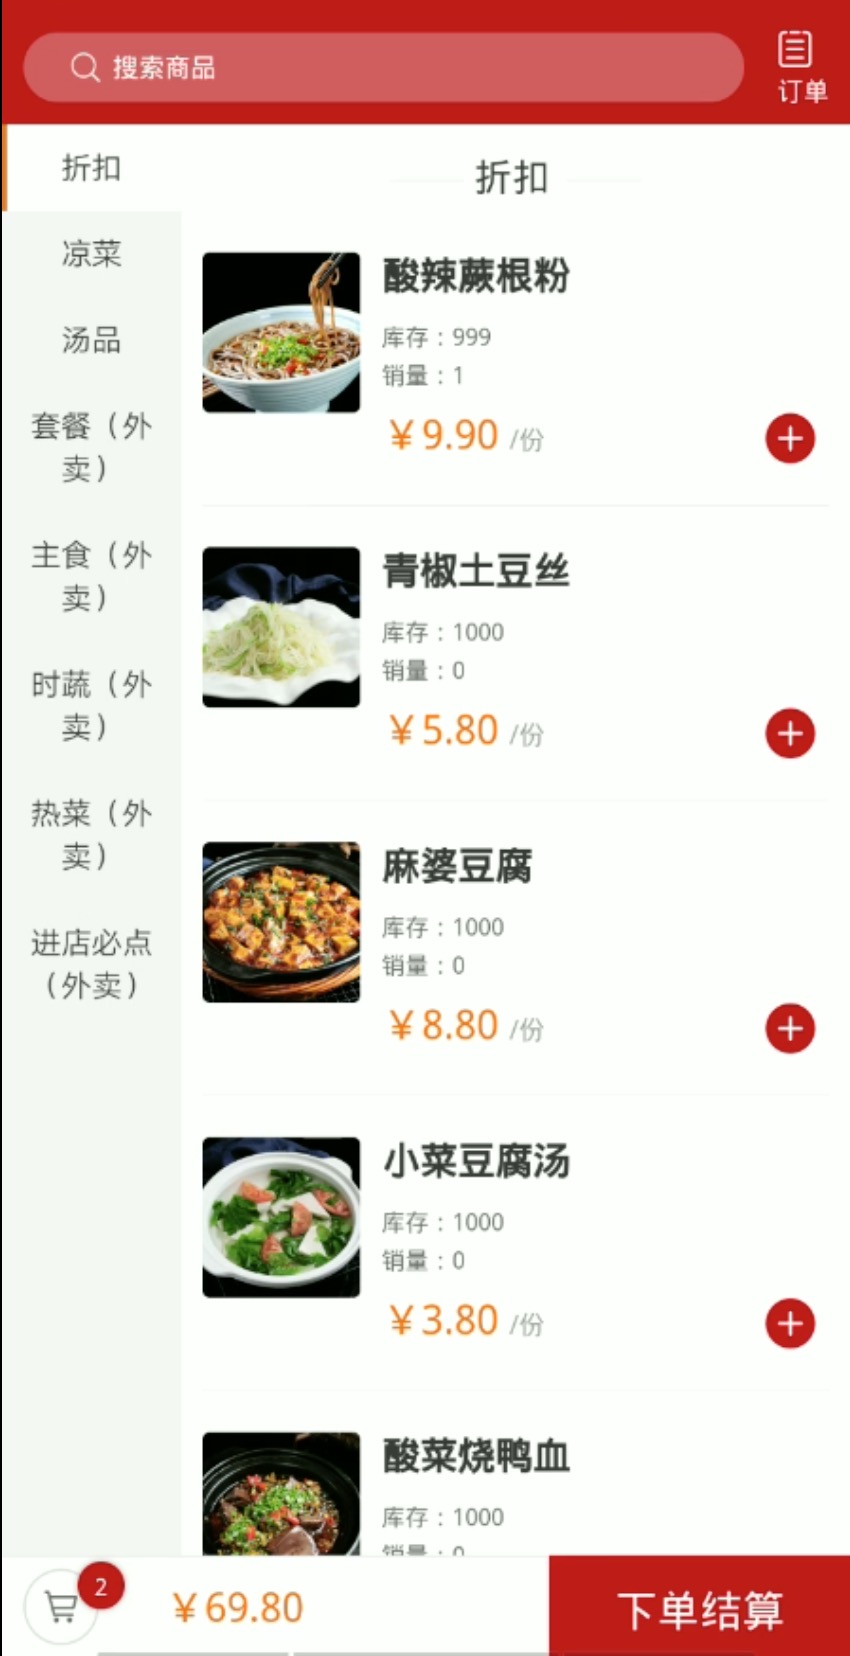 搜索商品
订单
折扣
凉菜
汤品
套餐（外
卖）
主食（外
卖）
时蔬（外
卖）
热菜（外
卖）
进店必点
（外卖）
折扣
酸辣蕨根粉
库存：999
销量：1
￥9.90 /份
青椒土豆丝
库存：1000
销量：0
￥5.80 /份
麻婆豆腐
库存：1000
销量：0
￥8.80 /份
小菜豆腐汤
库存：1000
销量：0
￥3.80 /份
酸菜烧鸭血
库存：1000
销量：0
2
￥69.80
下单结算